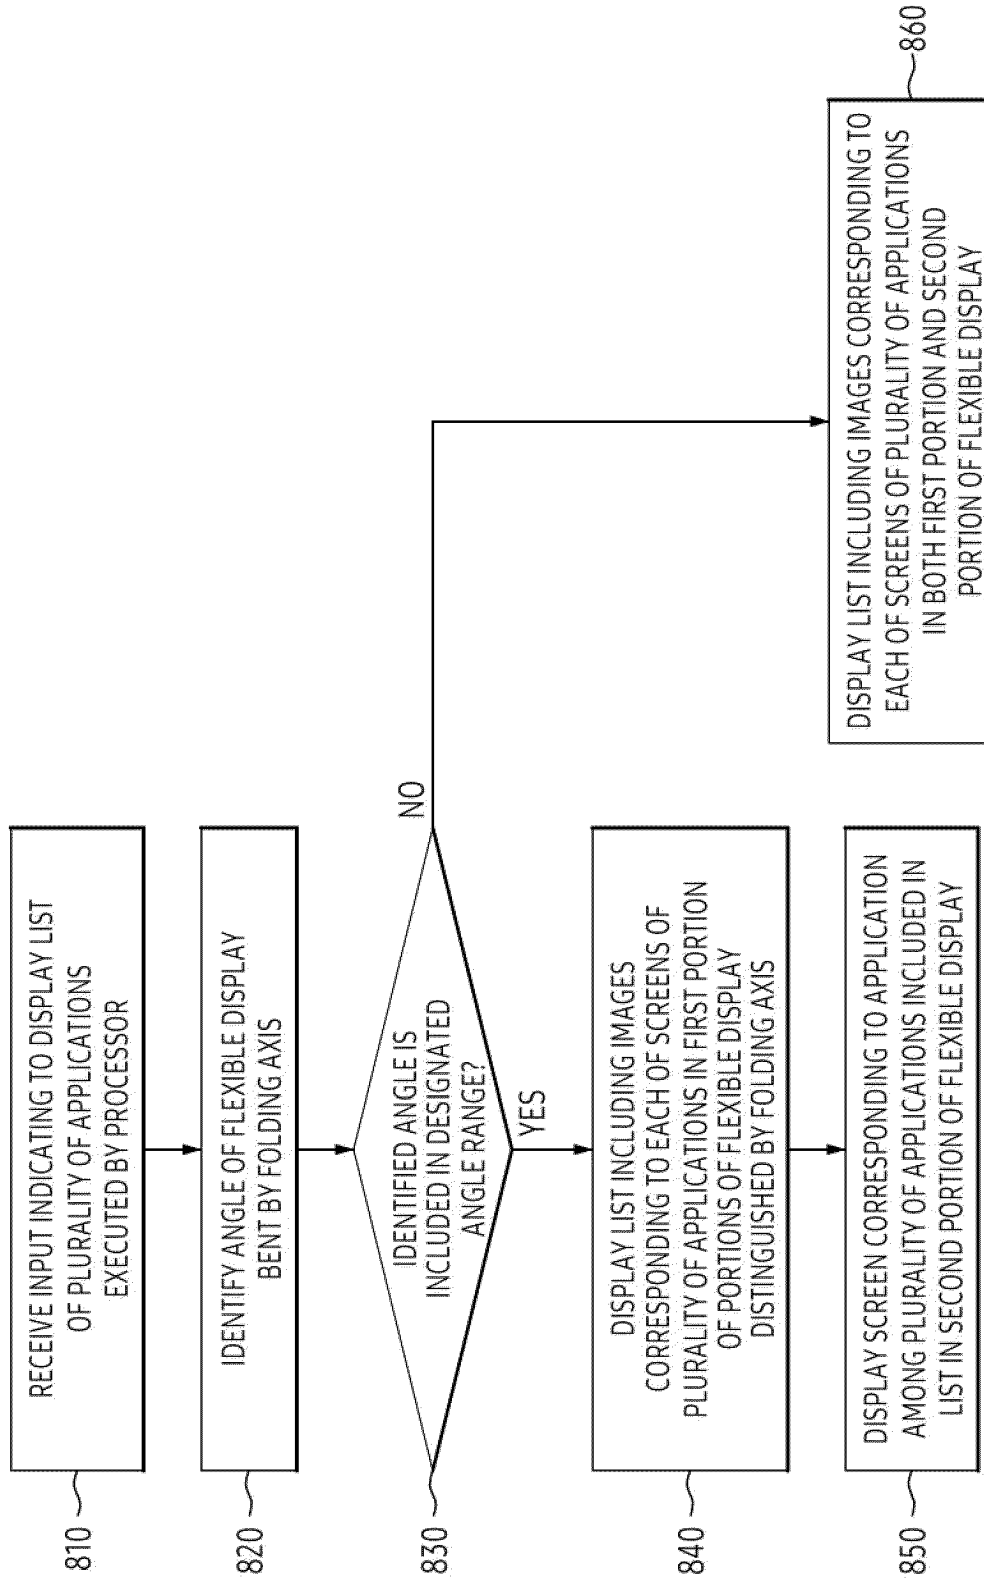 810
RECEIVE INPUT INDICATING TO DISPLAY LIST
OF PLURALITY OF APPLICATIONS
EXECUTED BY PROCESSOR
820
IDENTIFY ANGLE OF FLEXIBLE DISPLAY
BENT BY FOLDING AXIS
830
IDENTIFIED ANGLE IS
INCLUDED IN DESIGNATED
ANGLE RANGE?
NO
YES
840
DISPLAY LIST INCLUDING IMAGES
CORRESPONDING TO EACH OF SCREENS OF
PLURALITY OF APPLICATIONS IN FIRST PORTION
OF PORTIONS OF FLEXIBLE DISPLAY
DISTINGUISHED BY FOLDING AXIS
850
DISPLAY SCREEN CORRESPONDING TO APPLICATION
AMONG PLURALITY OF APPLICATIONS INCLUDED IN
LIST IN SECOND PORTION OF FLEXIBLE DISPLAY
860
DISPLAY LIST INCLUDING IMAGES CORRESPONDING TO
EACH OF SCREENS OF PLURALITY OF APPLICATIONS
IN BOTH FIRST PORTION AND SECOND
PORTION OF FLEXIBLE DISPLAY